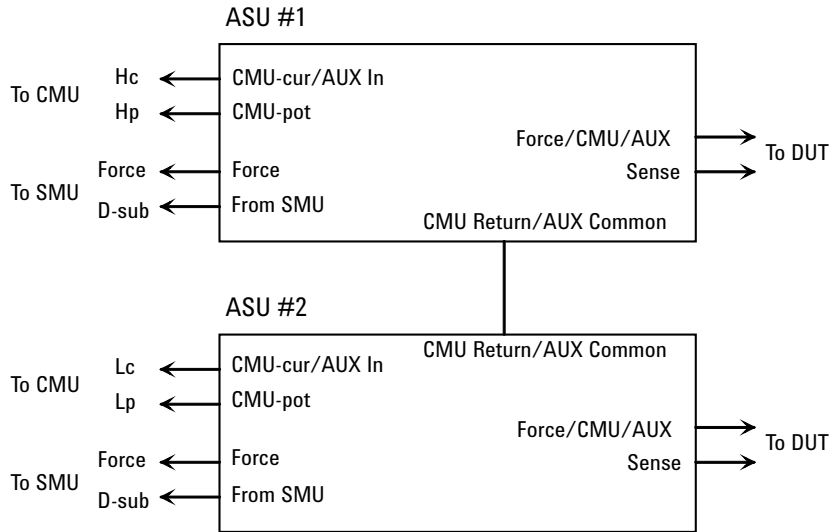 ASU #1
To CMU
Hc
CMU-cur/AUX In
Hp
CMU-pot
Force/CMU/AUX
To DUT
Sense
To SMU
Force
Force
D-sub
From SMU
CMU Return/AUX Common
ASU #2
CMU Return/AUX Common
To CMU
Lc
CMU-cur/AUX In
Lp
CMU-pot
Force/CMU/AUX
To DUT
Sense
To SMU
Force
Force
D-sub
From SMU